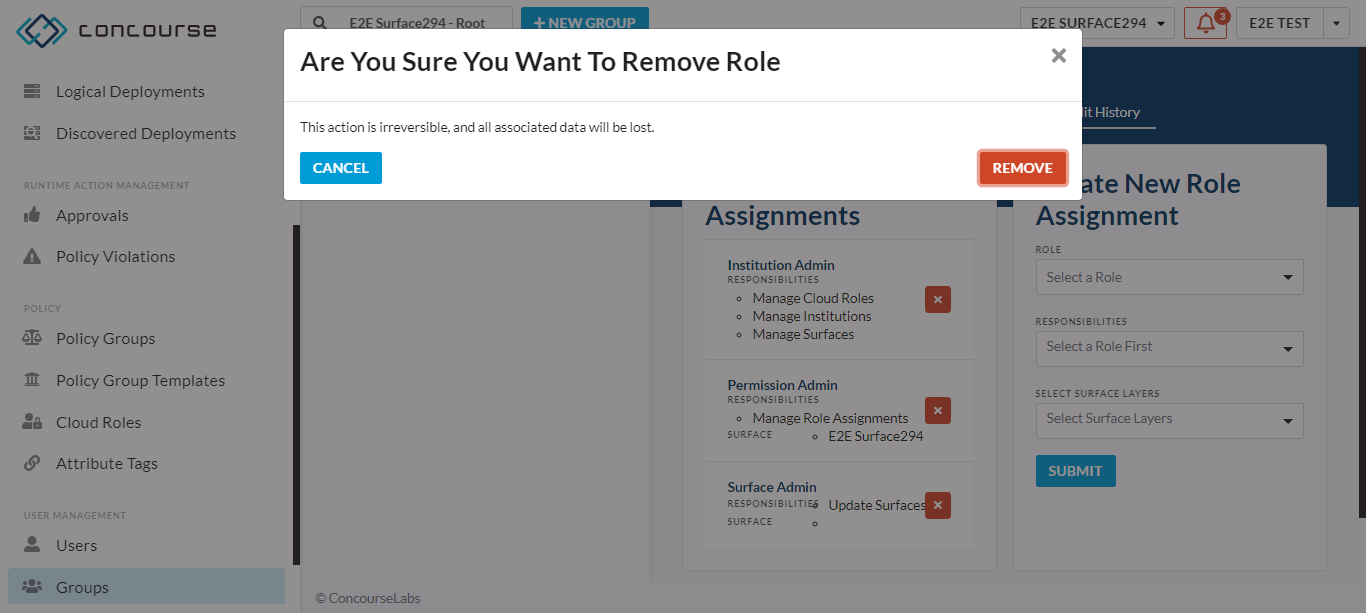 concourse
E2E Surface294 - Root
+ NEW GROUP
E2E SURFACE294
3
E2E TEST
Are You Sure You Want To Remove Role
This action is irreversible, and all associated data will be lost.
CANCEL
REMOVE
Logical Deployments
Discovered Deployments
RUNTIME ACTION MANAGEMENT
Approvals
Policy Violations
POLICY
Policy Groups
Policy Group Templates
Cloud Roles
Attribute Tags
USER MANAGEMENT
Users
Groups
Assignments
Institution Admin
RESPONSIBILITIES
Manage Cloud Roles
Manage Institutions
Manage Surfaces
Permission Admin
RESPONSIBILITIES
Manage Role Assignments
SURFACE
E2E Surface294
Surface Admin
RESPONSIBILITIES
Update Surfaces
SURFACE
History
New Role
Assignment
ROLE
Select a Role
RESPONSIBILITIES
Select a Role First
SELECT SURFACE LAYERS
Select Surface Layers
SUBMIT
© ConcourseLabs